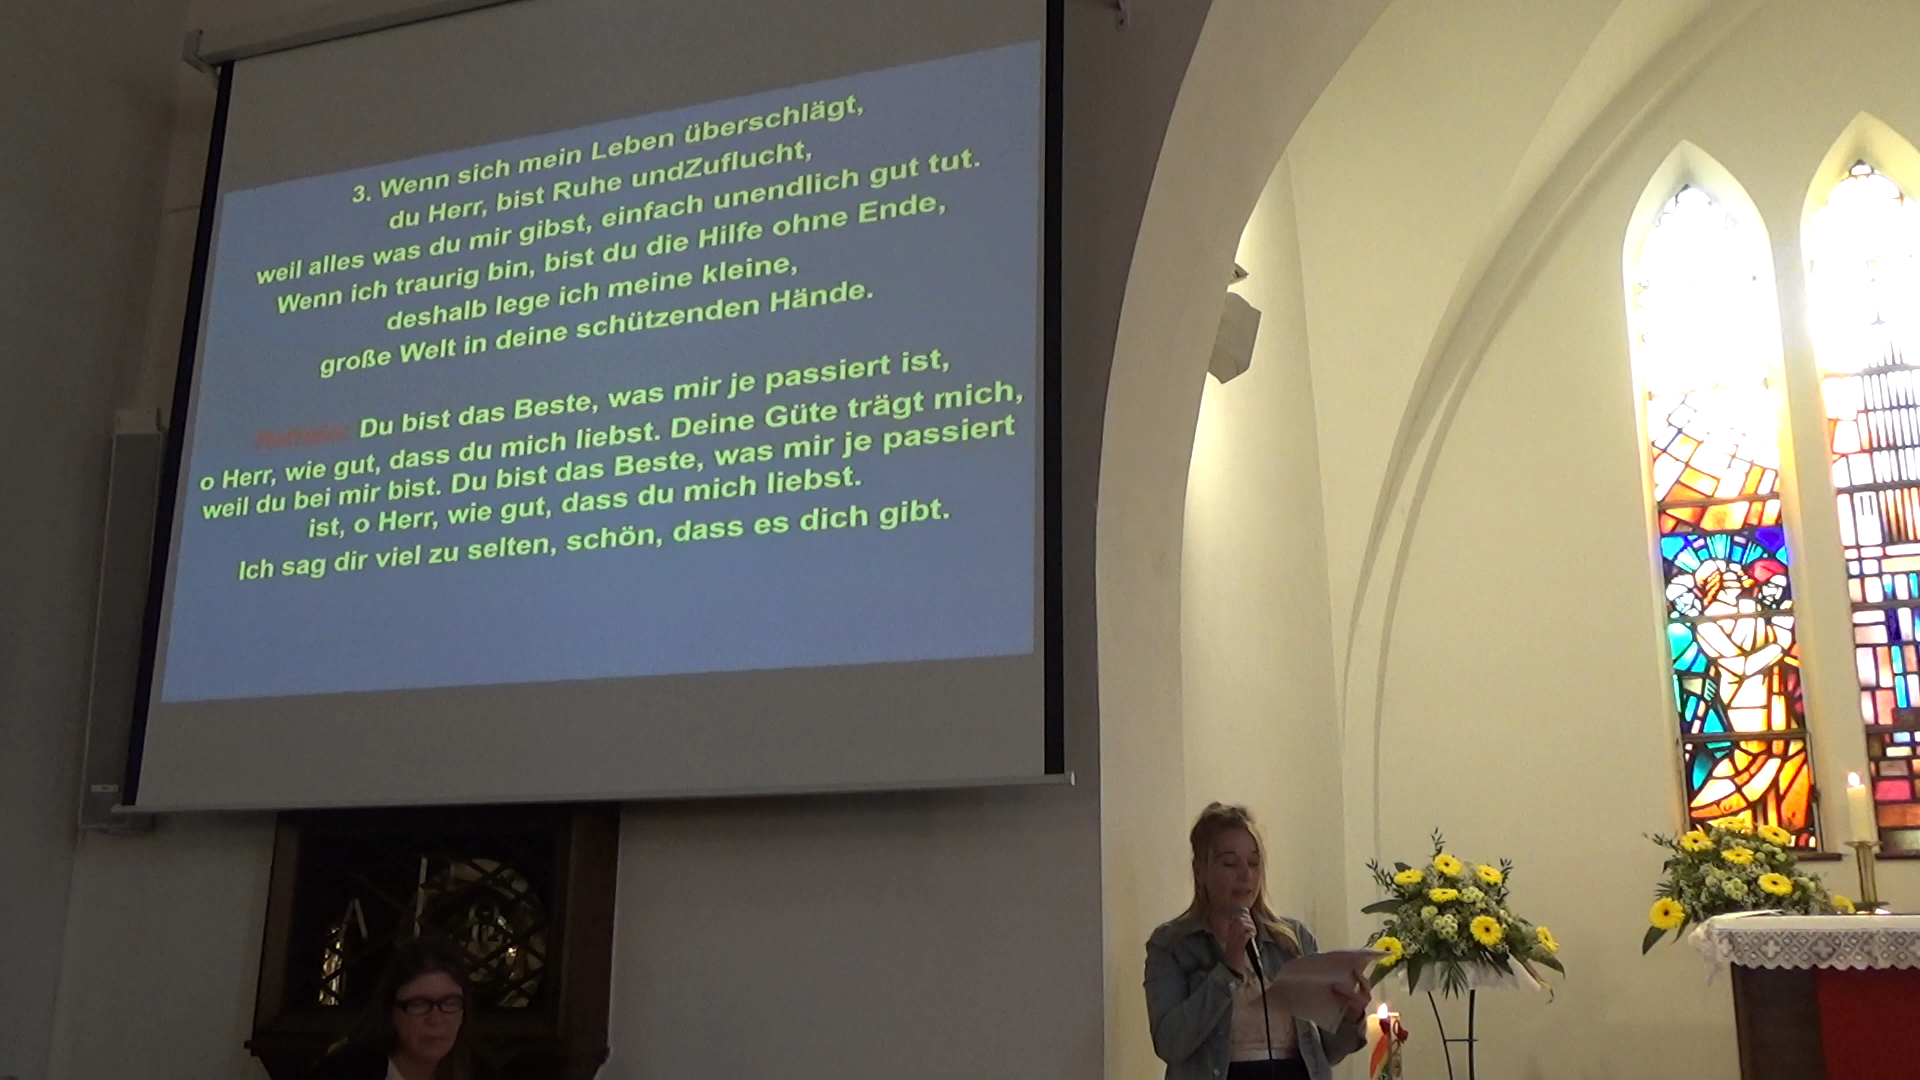 3. Wenn sich mein Leben überschlägt,
du Herr, bist Ruhe undZuflucht,
weil alles was du mir gibst, einfach unendlich gut tut.
Wenn ich traurig bin, bist du die Hilfe ohne Ende,
deshalb lege ich meine kleine,
große Welt in deine schützenden Hände.
Du bist das Beste, was mir je passiert ist,
o Herr, wie gut, dass du mich liebst. Deine Güte trägt mich,
weil du bei mir bist. Du bist das Beste, was mir je passiert
ist, o Herr, wie gut, dass du mich liebst.
Ich sag dir viel zu selten, schön, dass es dich gibt.